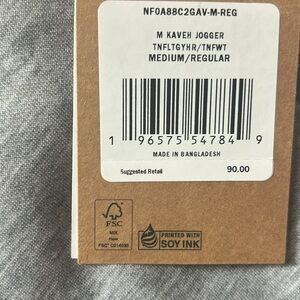 NF0A88C2GAV-M-REG
M KAVEH JOGGER
TNFLTGYHR/TNFWT
MEDIUM/REGULAR
1 96575 54784 9
MADE IN BANGLADESH
Suggested Retail 90.00
FSC
MIX
Paper
PRINTED WITH
SOY INK